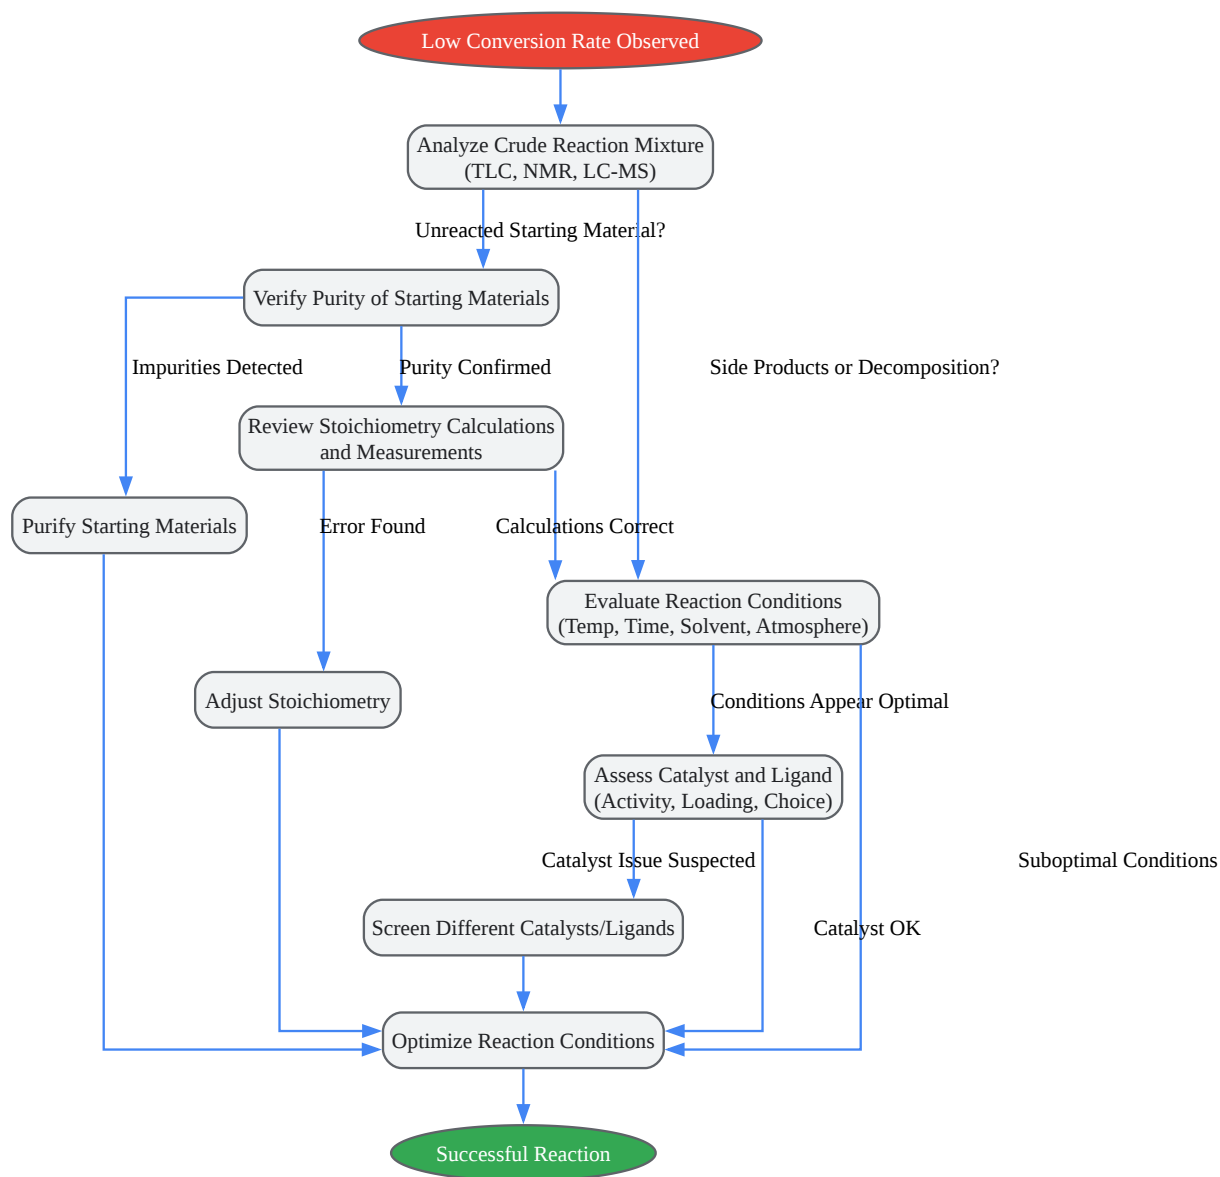 Low Conversion Rate Observed
Analyze Crude Reaction Mixture
(TLC, NMR, LC-MS)
Unreacted Starting Material?
Verify Purity of Starting Materials
Impurities Detected
Purity Confirmed
Side Products or Decomposition?
Review Stoichiometry Calculations
and Measurements
Purify Starting Materials
Error Found
Calculations Correct
Evaluate Reaction Conditions
(Temp, Time, Solvent, Atmosphere)
Adjust Stoichiometry
Conditions Appear Optimal
Assess Catalyst and Ligand
(Activity, Loading, Choice)
Catalyst Issue Suspected
Suboptimal Conditions
Screen Different Catalysts/Ligands
Catalyst OK
Optimize Reaction Conditions
Successful Reaction